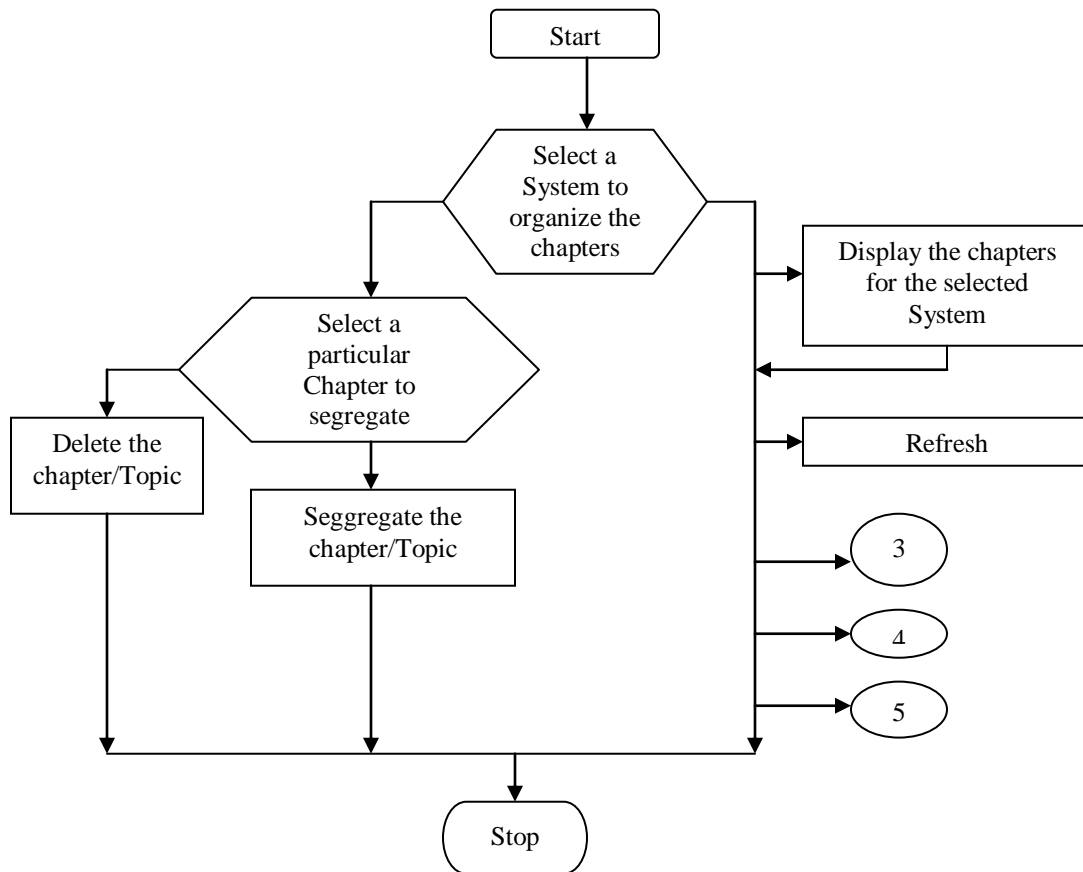 Start
Select a
System to
organize the
chapters
Display the chapters
for the selected
System
Select a
particular
Chapter to
segregate
Delete the
chapter/Topic
Refresh
Seggregate the
chapter/Topic
3
4
5
Stop